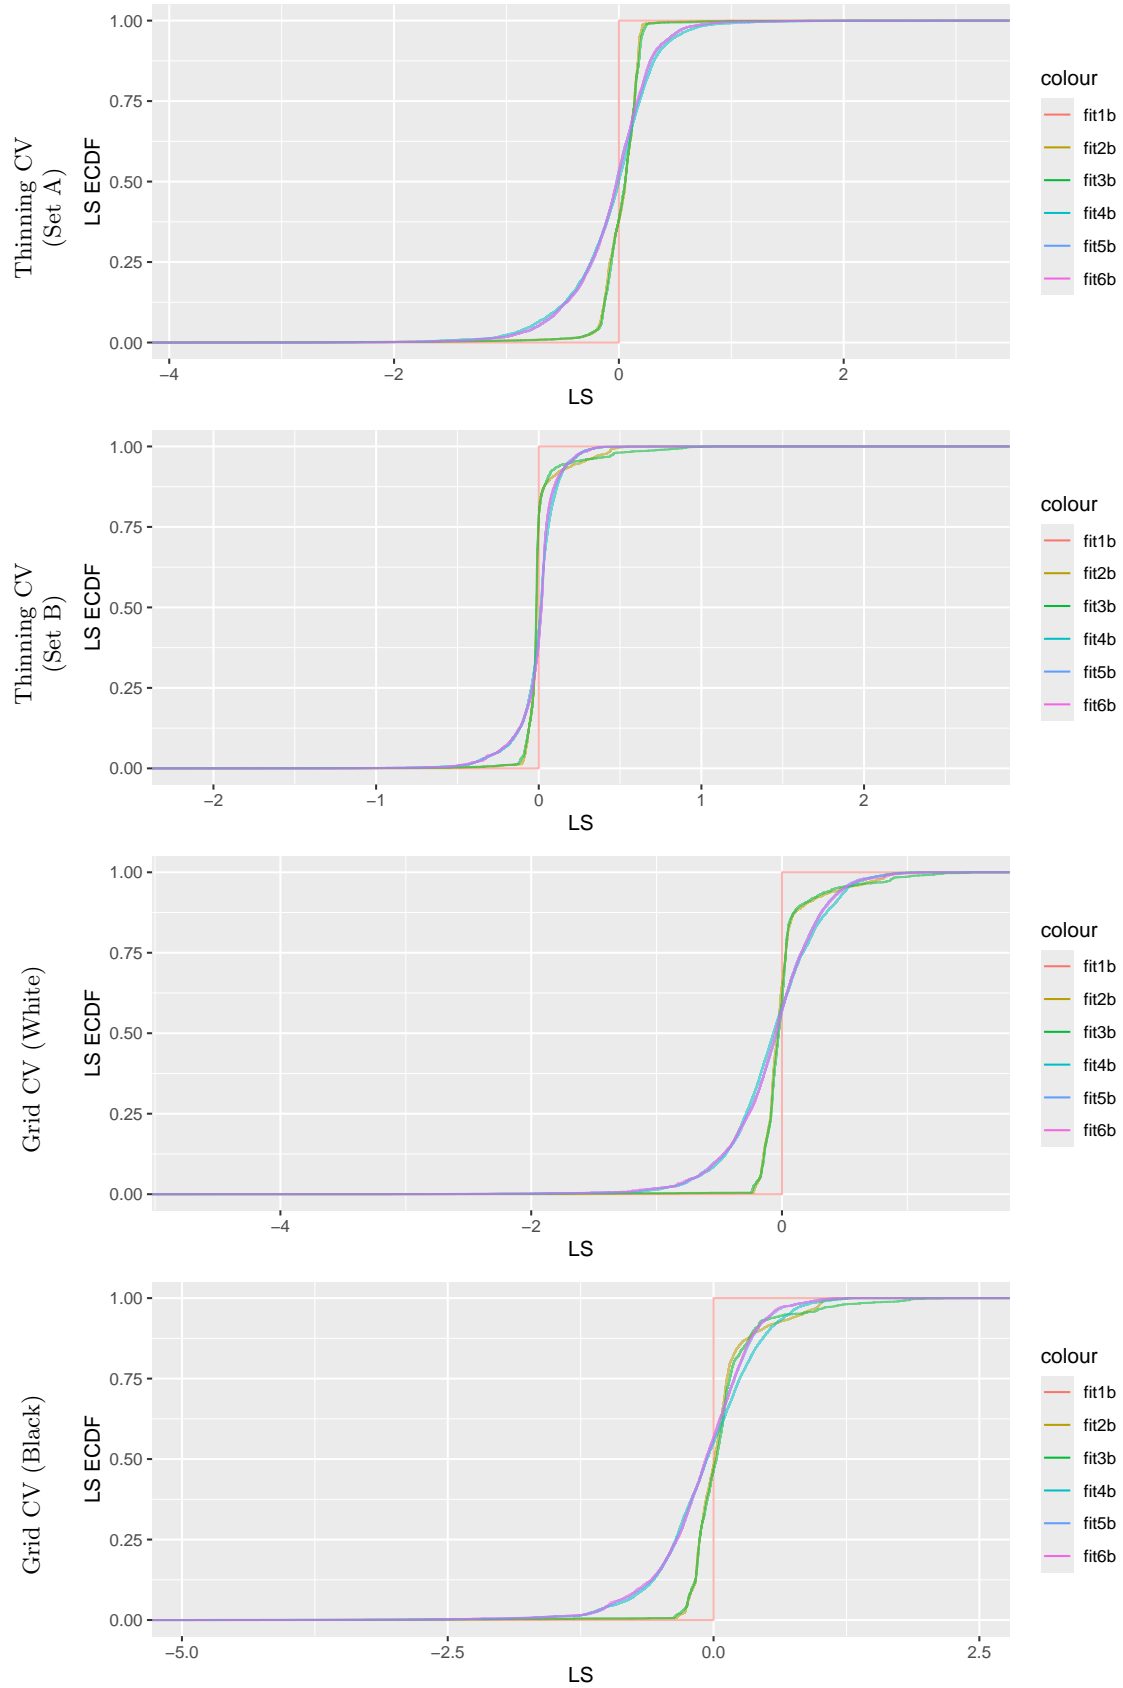 Thinning CV
(Set A)
LS ECDF
1.00
0.75
0.50
0.25
0.00
−4
−2
0
2
LS
colour
fit1b
fit2b
fit3b
fit4b
fit5b
fit6b
Thinning CV
(Set B)
LS ECDF
1.00
0.75
0.50
0.25
0.00
−2
−1
0
1
2
LS
colour
fit1b
fit2b
fit3b
fit4b
fit5b
fit6b
Grid CV (White)
LS ECDF
1.00
0.75
0.50
0.25
0.00
−4
−2
0
LS
colour
fit1b
fit2b
fit3b
fit4b
fit5b
fit6b
Grid CV (Black)
LS ECDF
1.00
0.75
0.50
0.25
0.00
−5.0
−2.5
0.0
2.5
LS
colour
fit1b
fit2b
fit3b
fit4b
fit5b
fit6b